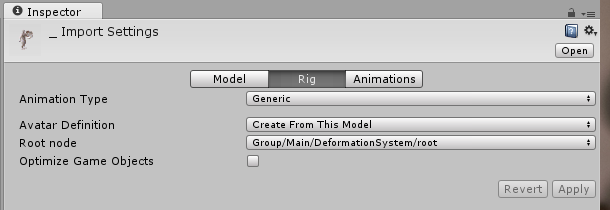 Inspector
_ Import Settings
Open
Model Rig Animations
Animation Type Generic
Avatar Definition Create From This Model
Root node Group/Main/DeformationSystem/root
Optimize Game Objects
Revert Apply